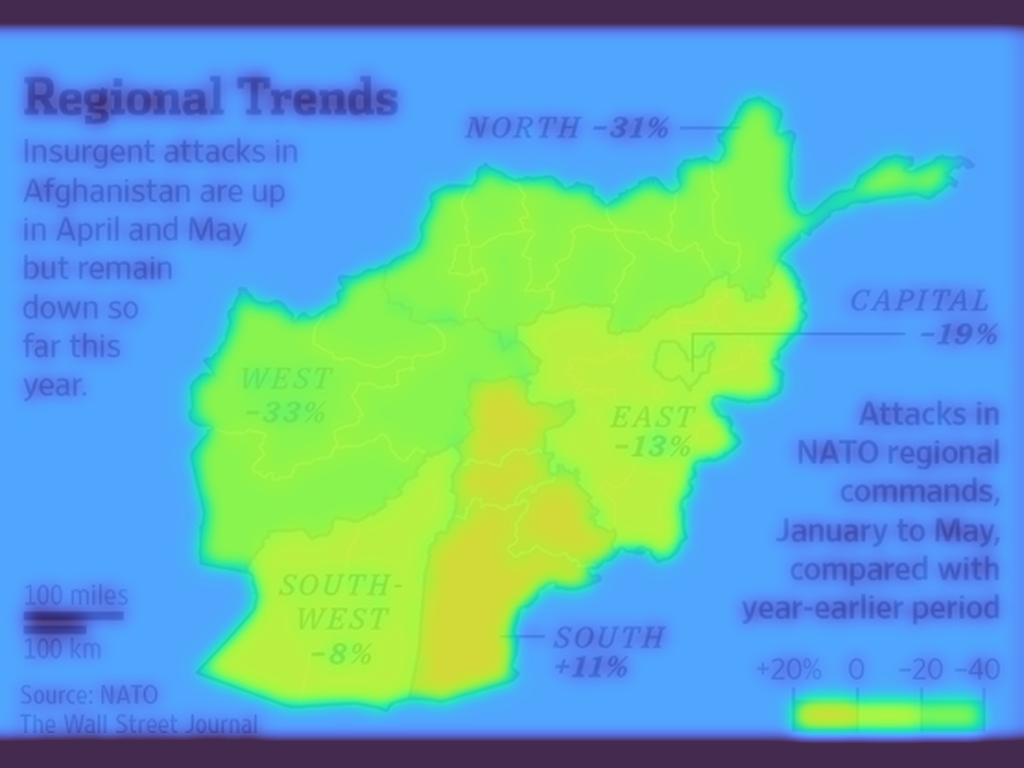 Regional Trends
Insurgent attacks in
Afghanistan are up
in April and May
but remain
down so
far this
year.
NORTH −31%
CAPITAL
−19%
WEST
−33%
EAST
−13%
Attacks in
NATO regional
commands,
January to May,
compared with
year-earlier period
SOUTH-
WEST
−8%
SOUTH
+11%
100 miles
100 km
+20% 0 −20 −40
Source: NATO
The Wall Street Journal